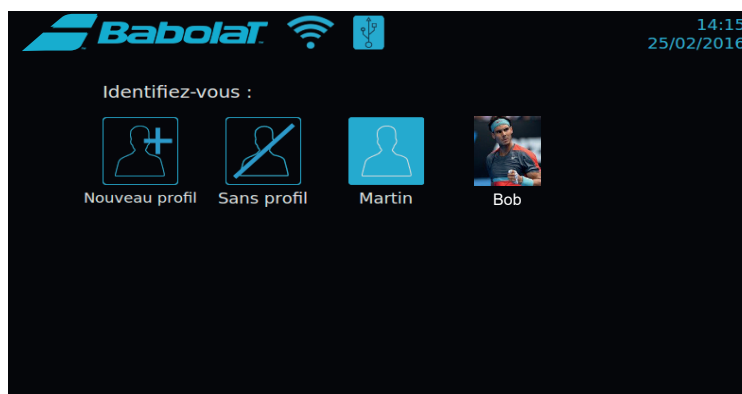 Babolat
14:15
25/02/2016
Identifiez-vous :
Nouveau profil
Sans profil
Martin
Bob